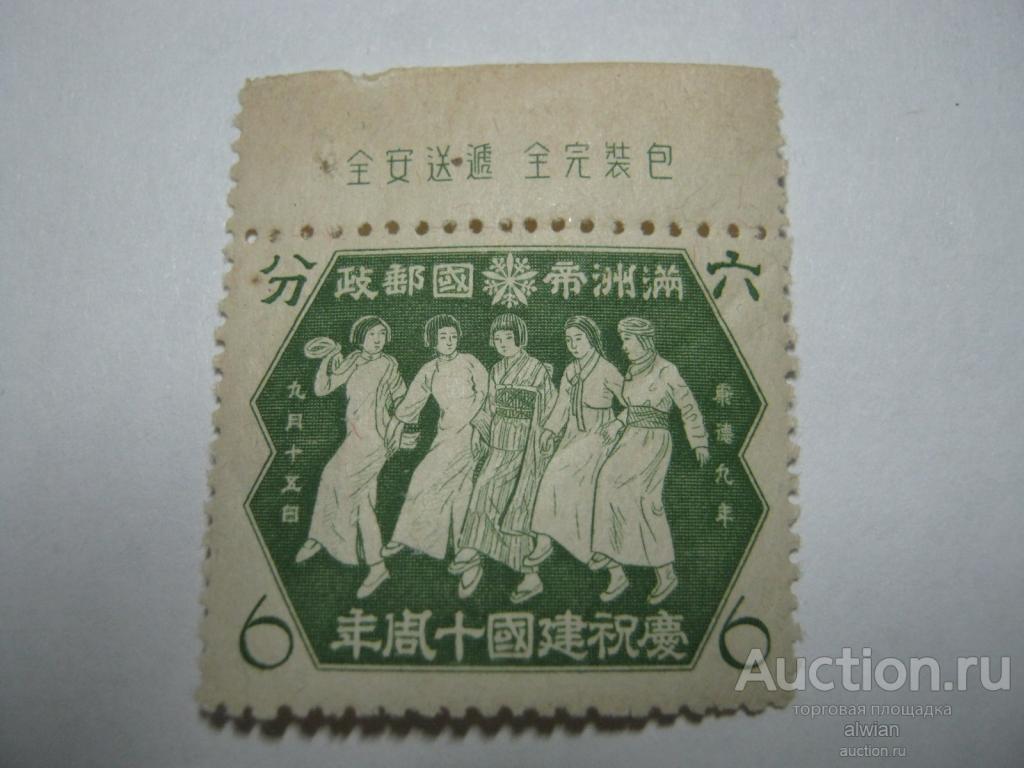 包裝完全 遞送安全
六分
滿洲帝國郵政
康德九年
九月十五日
慶祝建國十周年
6
6
Auction.ru
торговая площадка
alwian
auction.ru